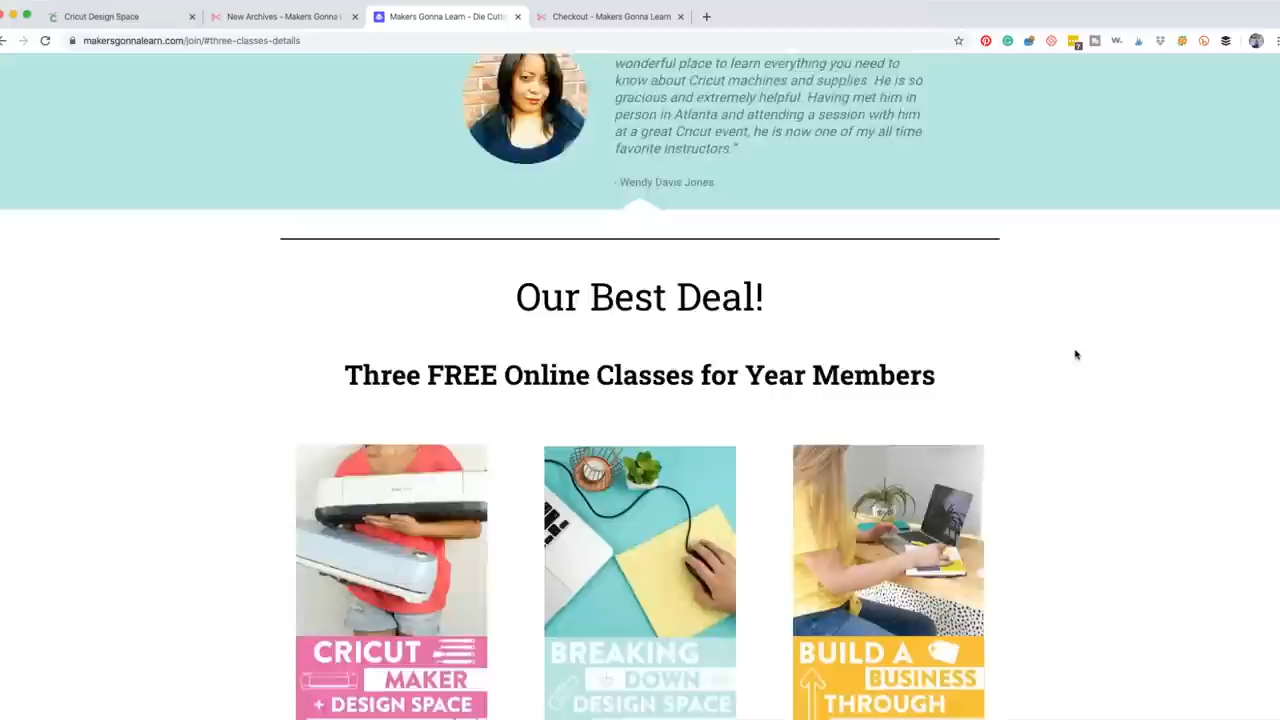 Cricut Design Space
New Archives - Makers Gonna L
Makers Gonna Learn - Die Cutte
Checkout - Makers Gonna Learn
makersgonnalearn.com/join/#three-classes-details
wonderful place to learn everything you need to
know about Cricut machines and supplies. He is so
gracious and extremely helpful. Having met him in
person in Atlanta and attending a session with him
at a great Cricut event, he is now one of my all time
favorite instructors."
- Wendy Davis Jones
Our Best Deal!
Three FREE Online Classes for Year Members
CRICUT
MAKER
+ DESIGN SPACE
BREAKING
DOWN
DESIGN SPACE
BUILD A
BUSINESS
THROUGH